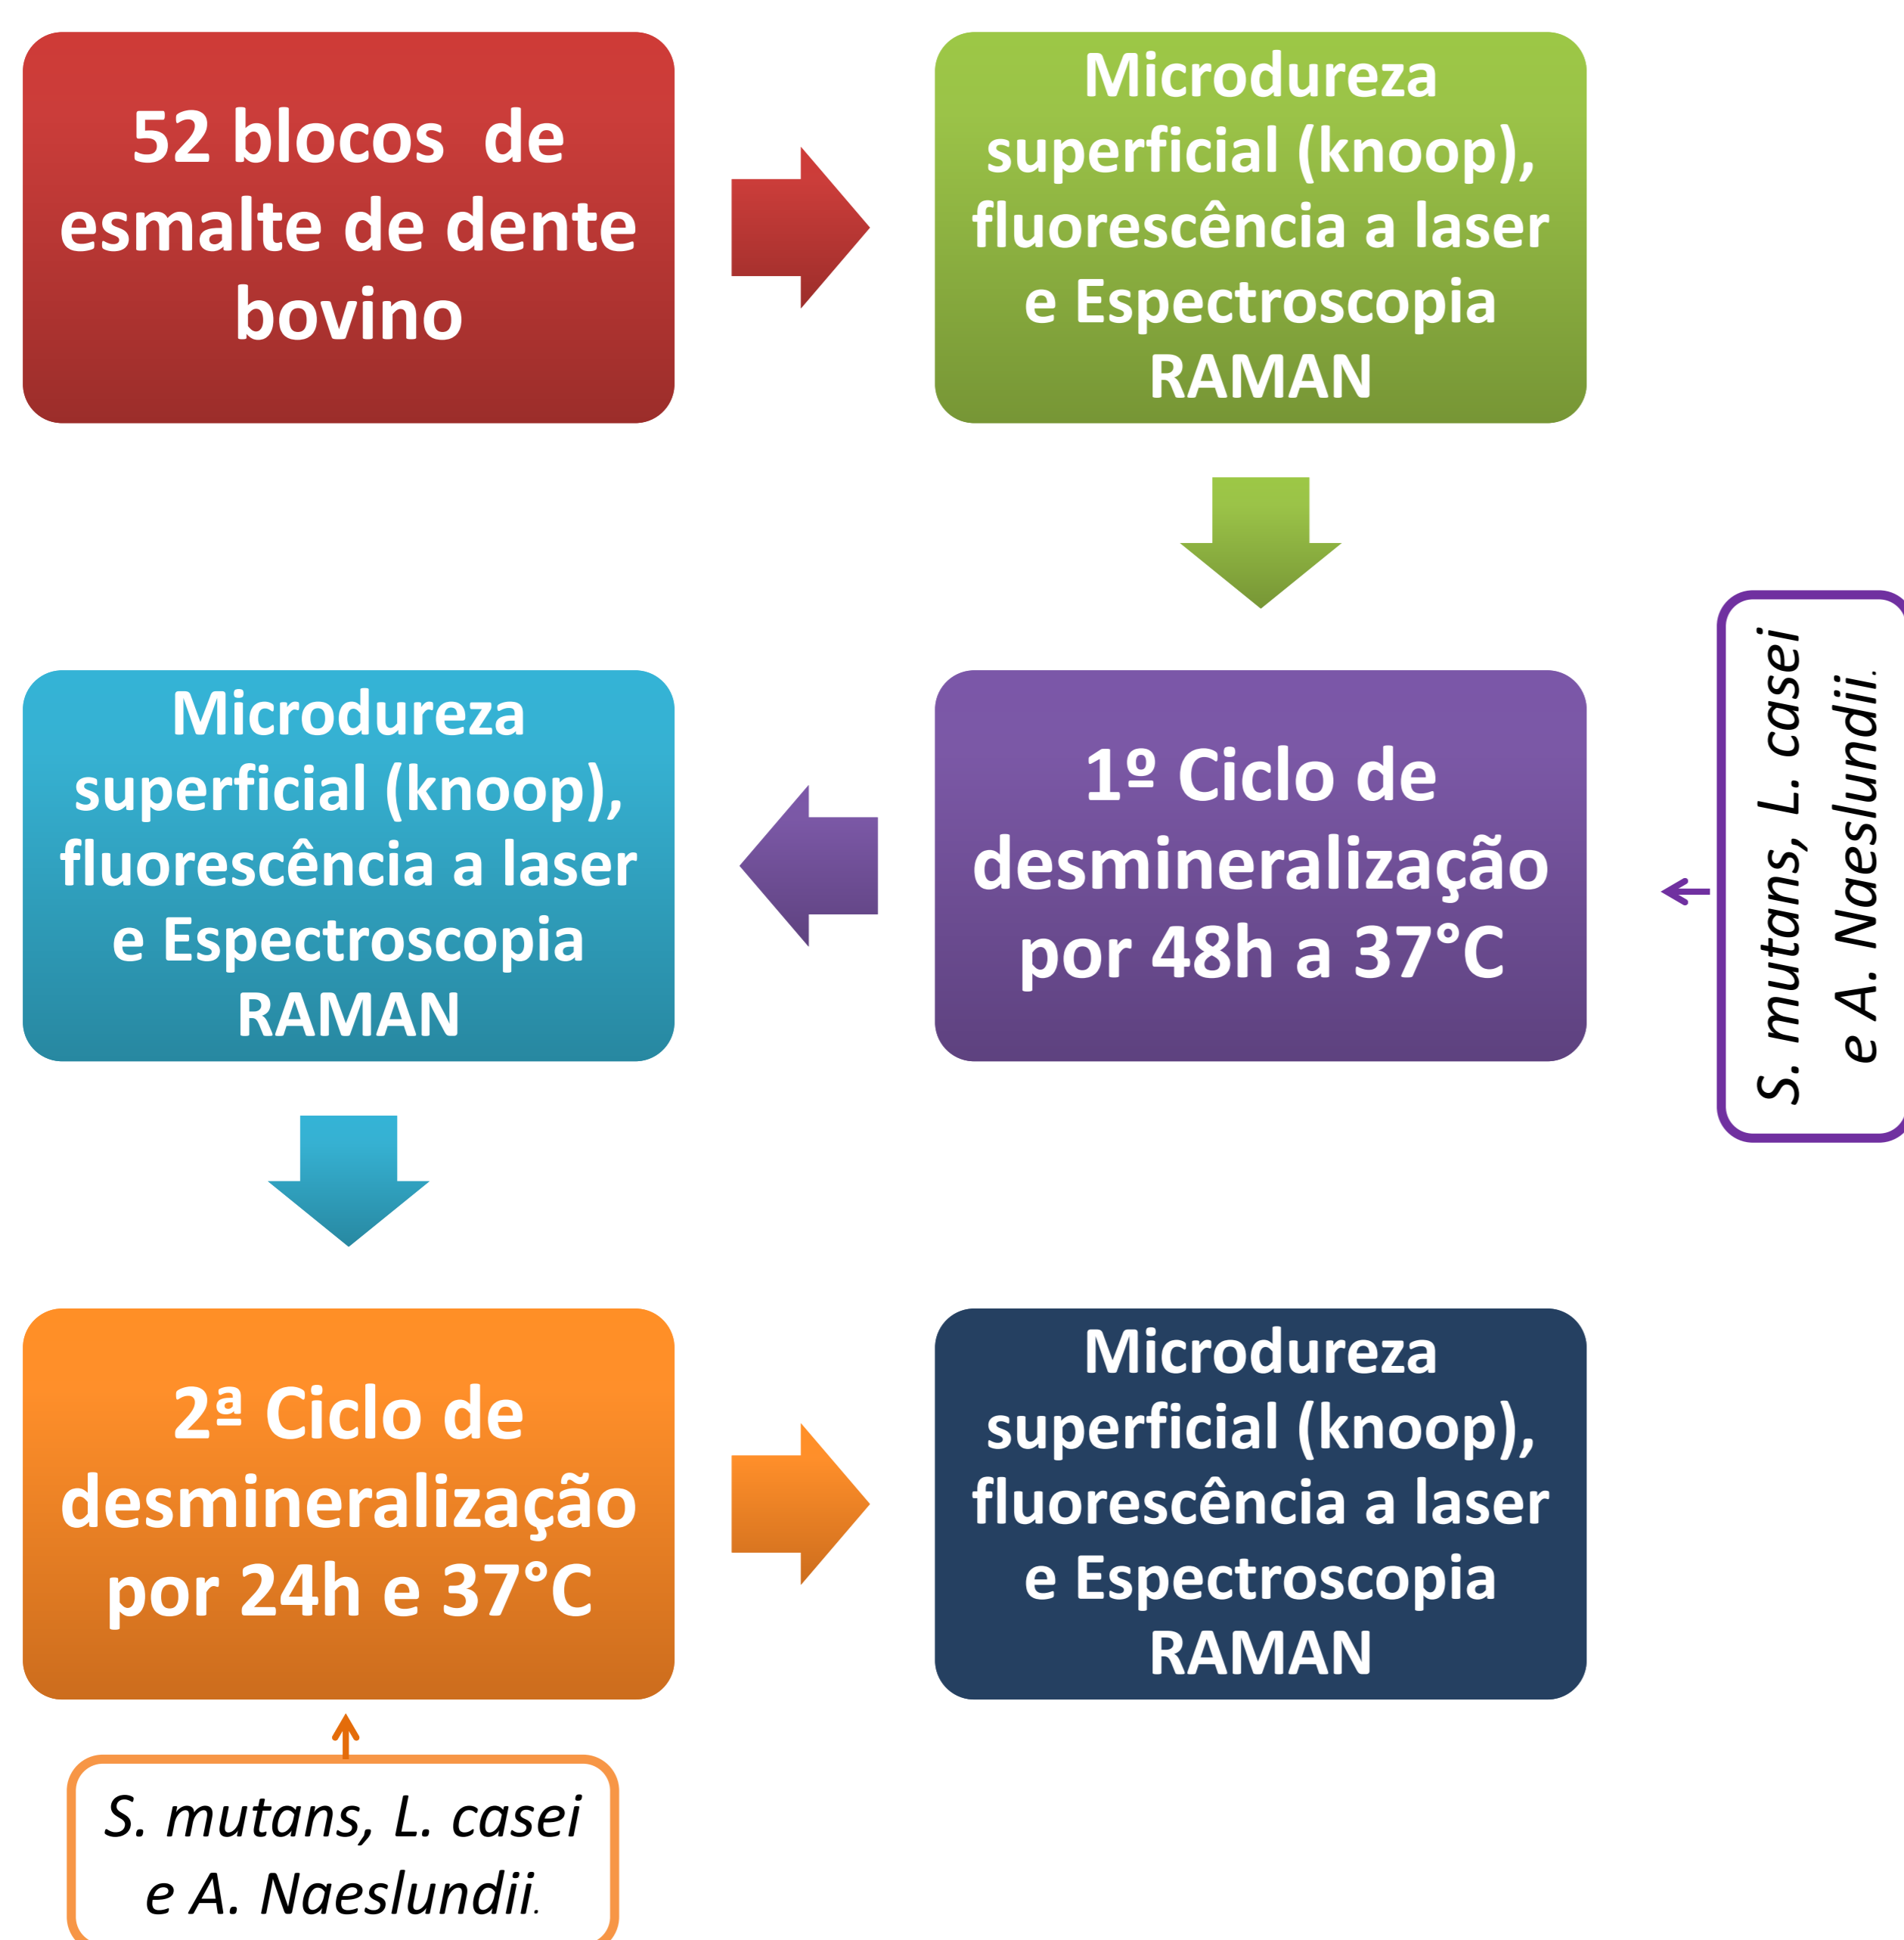 52 blocos  de
esmalte de dente
bovino
Microdureza
superficial (knoop),
fluorescência a laser
e Espectroscopia
RAMAN
1º Ciclo de
desmineralização
por 48h a 37°C
S. mutans, L. casei
e A. Naeslundii.
Microdureza
superficial (knoop),
fluorescência a laser
e Espectroscopia
RAMAN
2ª Ciclo de
desmineralização
por 24h e 37°C
S. mutans, L. casei
e A. Naeslundii.
Microdureza
superficial (knoop),
fluorescência a laser
e Espectroscopia
RAMAN